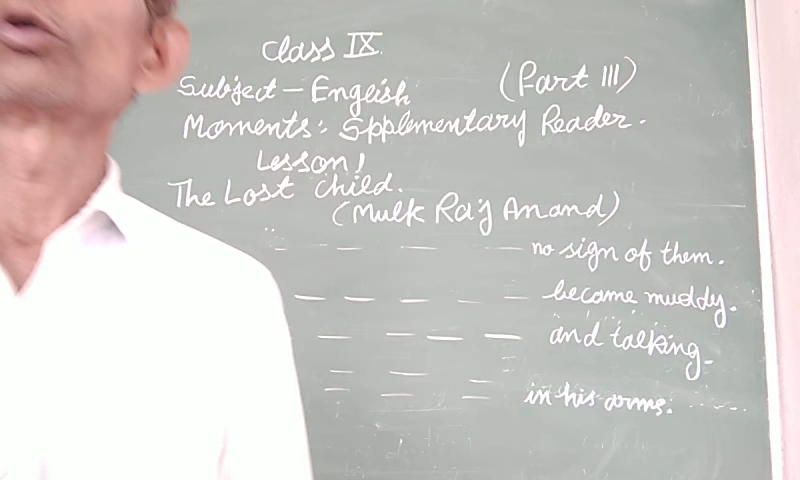 Class IX.
Subject - English (Part III)
Moments: Spplementary Reader.
Lesson 1
The Lost Child.
(Mulk Raj Anand)
— — — — no sign of them.
— — — — — became muddy.
— — — — and talking.
in his arms.